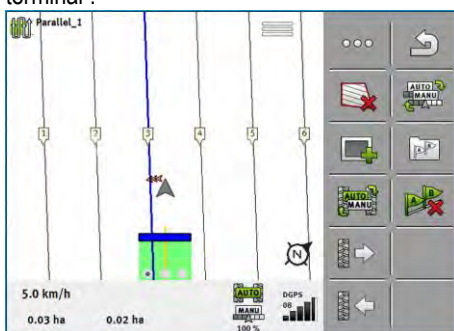 terminal .
Parallel_1
1 2 3 4 5 6
N
5.0 km/h
0.03 ha 0.02 ha
AUTO
MANU
100 %
DGPS
08
AUTO
MANU
A B
AUTO
MANU
A B